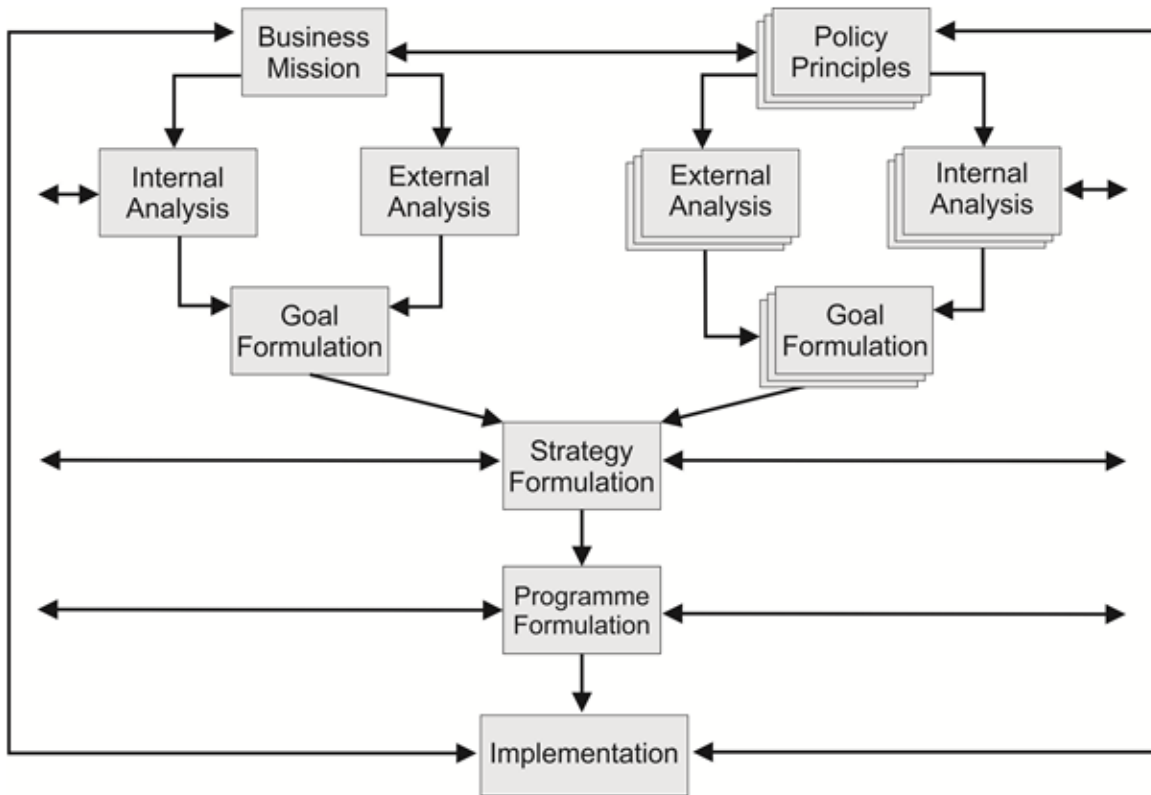 Business
Mission
Policy
Principles
Internal
Analysis
External
Analysis
External
Analysis
Internal
Analysis
Goal
Formulation
Goal
Formulation
Strategy
Formulation
Programme
Formulation
Implementation